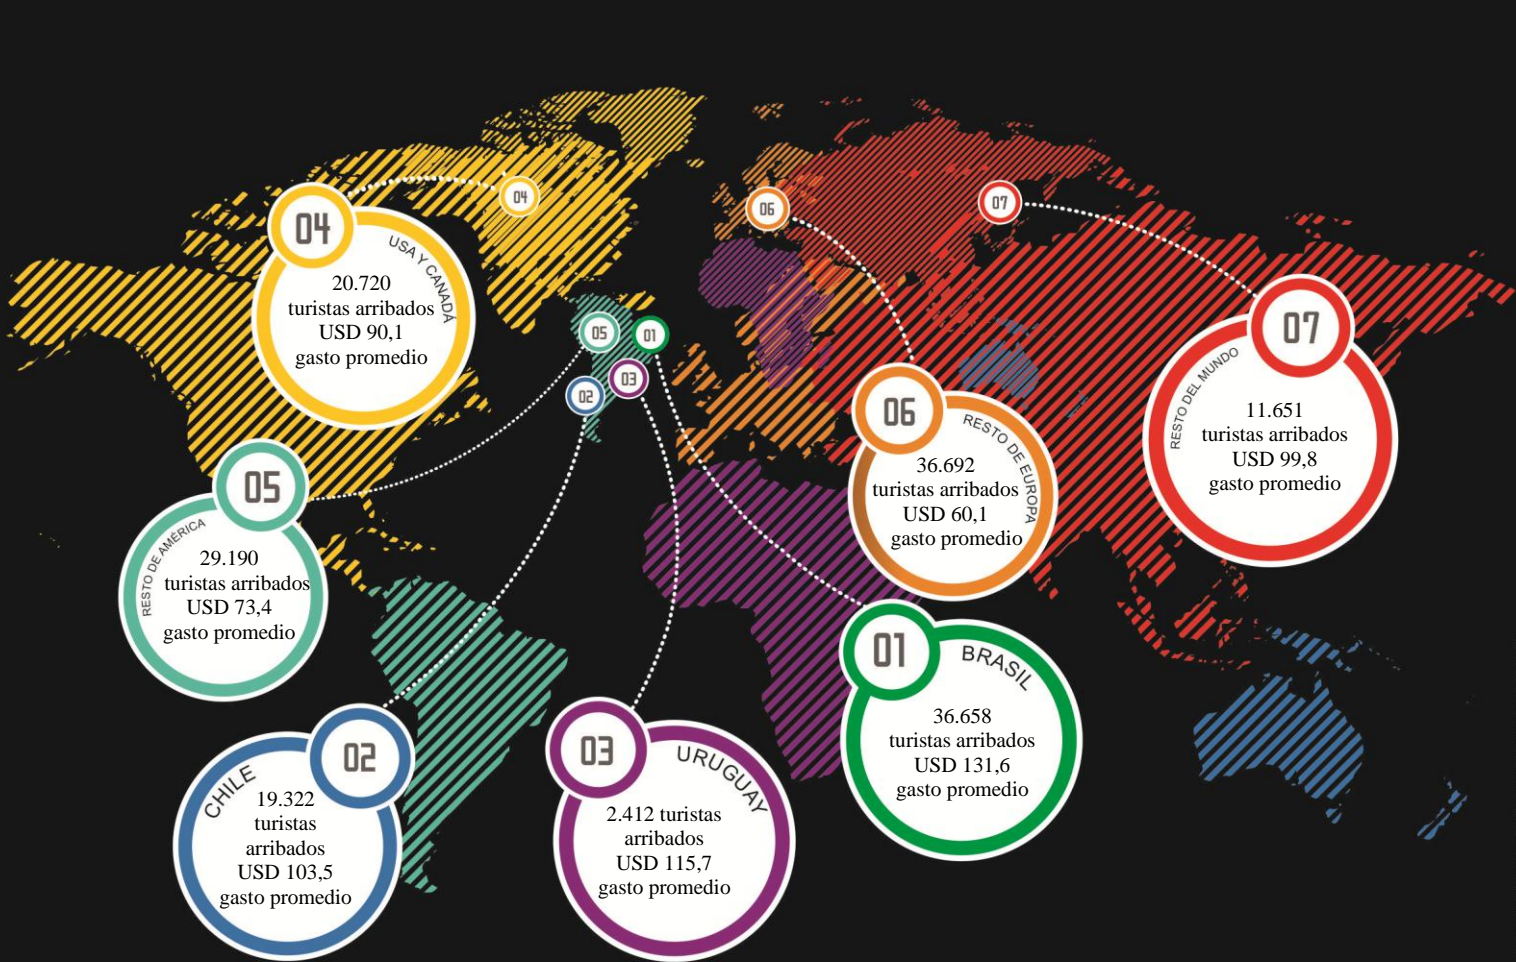 04
USA Y CANADÁ
20.720
turistas arribados
USD 90,1
gasto promedio
04
06
07
05
01
03
02
07
RESTO DEL MUNDO
11.651
turistas arribados
USD 99,8
gasto promedio
06
RESTO DE EUROPA
36.692
turistas arribados
USD 60,1
gasto promedio
05
RESTO DE AMÉRICA
29.190
turistas arribados
USD 73,4
gasto promedio
01
BRASIL
36.658
turistas arribados
USD 131,6
gasto promedio
02
CHILE
19.322
turistas
arribados
USD 103,5
gasto promedio
03
URUGUAY
2.412 turistas
arribados
USD 115,7
gasto promedio